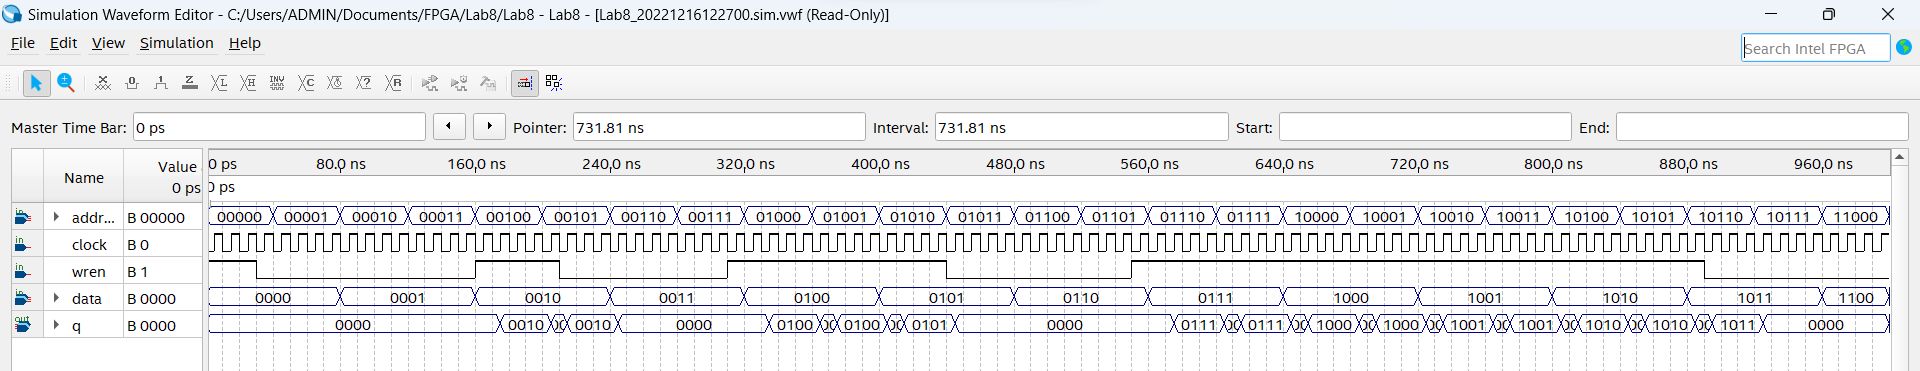 Simulation Waveform Editor - C:/Users/ADMIN/Documents/FPGA/Lab8/Lab8 - Lab8 - [Lab8_20221216122700.sim.vwf (Read-Only)]
File Edit View Simulation Help Search Intel FPGA
Master Time Bar: 0 ps Pointer: 731.81 ns Interval: 731.81 ns Start: End:
Name Value 0 ps 80,0 ns 160,0 ns 240,0 ns 320,0 ns 400,0 ns 480,0 ns 560,0 ns 640,0 ns 720,0 ns 800,0 ns 880,0 ns 960,0 ns
0 ps 0 ps
addr... B 00000 00000 00001 00010 00011 00100 00101 00110 00111 01000 01001 01010 01011 01100 01101 01110 01111 10000 10001 10010 10011 10100 10101 10110 10111 11000
clock B 0
wren B 1
data B 0000 0000 0001 0010 0011 0100 0101 0110 0111 1000 1001 1010 1011 1100
q B 0000 0000 0010 0010 0000 0100 0100 0101 0000 0111 0111 1000 1000 1001 1001 1010 1010 1011 0000